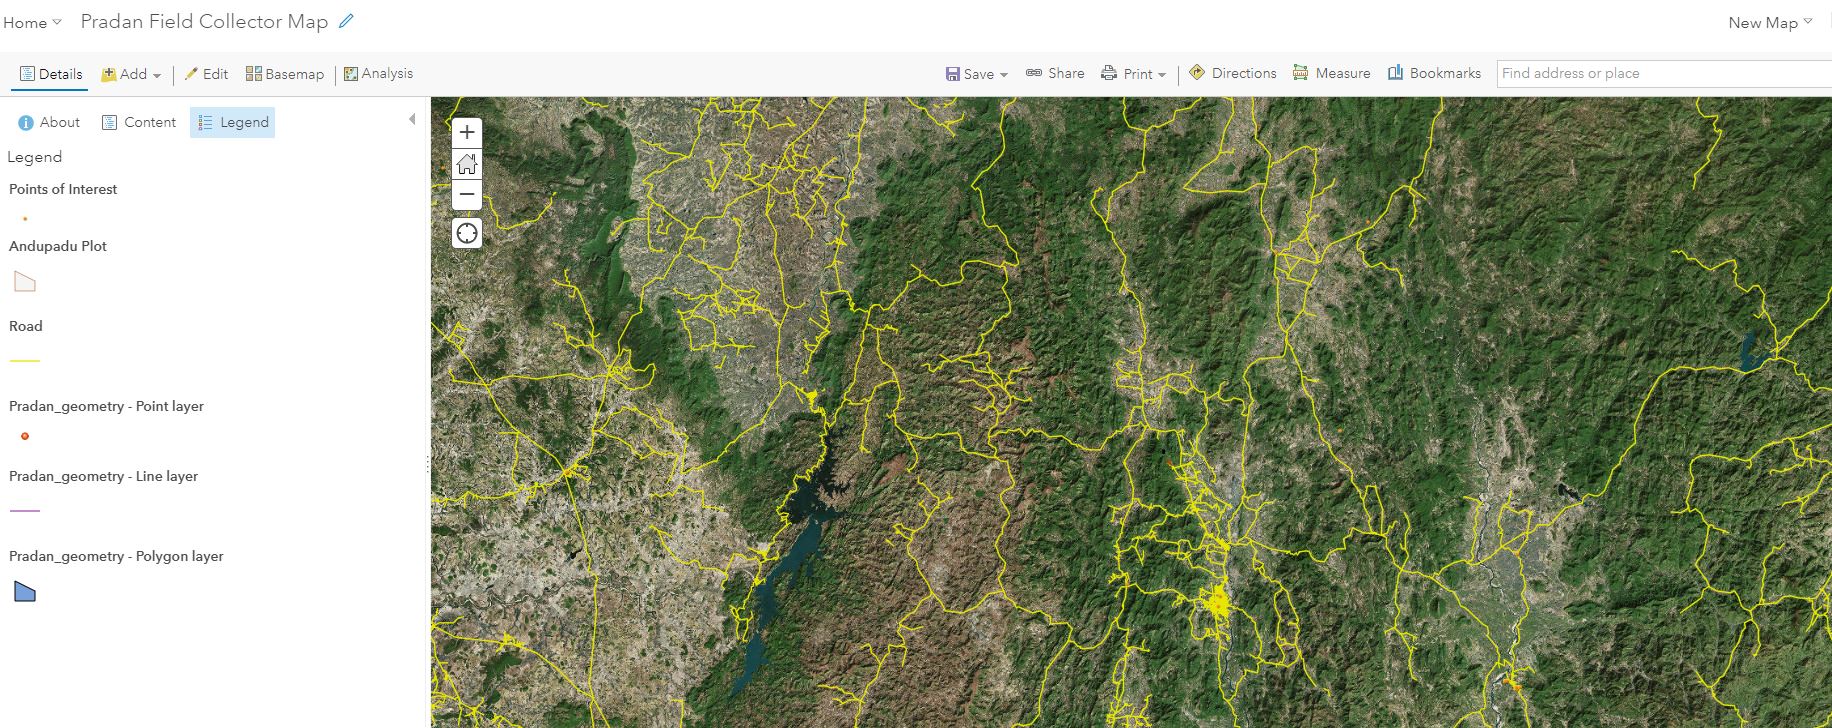 Home Pradan Field Collector Map New Map
Details Add Edit Basemap Analysis Save Share Print Directions Measure Bookmarks Find address or place
About Content Legend
Legend
Points of Interest
Andupadu Plot
Road
Pradan_geometry - Point layer
Pradan_geometry - Line layer
Pradan_geometry - Polygon layer